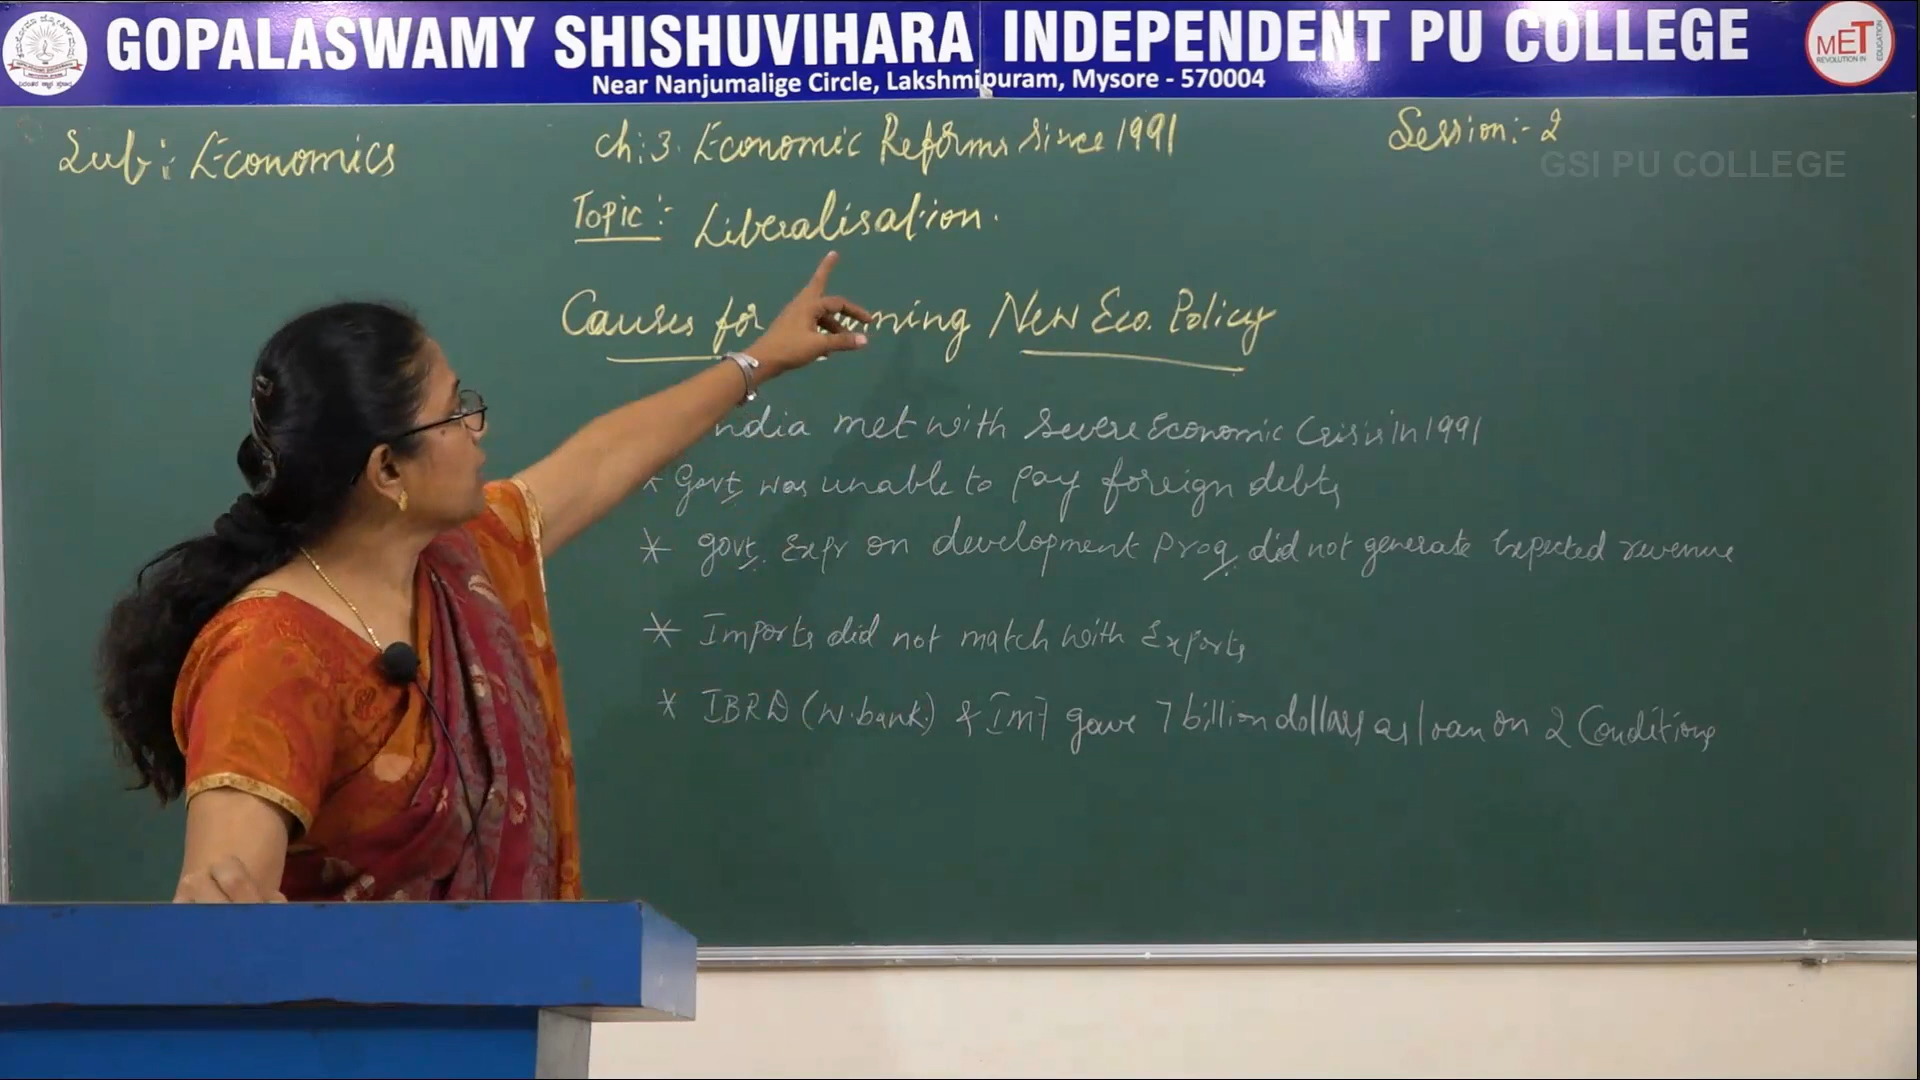 GOPALASWAMY SHISHUVIHARA INDEPENDENT PU COLLEGE
Near Nanjumalige Circle, Lakshmipuram, Mysore - 570004
MET
REVOLUTION IN EDUCATION
Sub:- Economics
Ch:3. Economic Reforms Since 1991
Session:- 2
GSI PU COLLEGE
Topic:- Liberalisation.
Causes for New Eco. Policy
met with Severe Economic Crisis in 1991
* Govt. was unable to pay foreign debts
* govt. Expr on development Prog. did not generate Expected revenue
* Imports did not match with Exports
* IBRD (W.bank) & IMF gave 7 billion dollars as loan on 2 Conditions